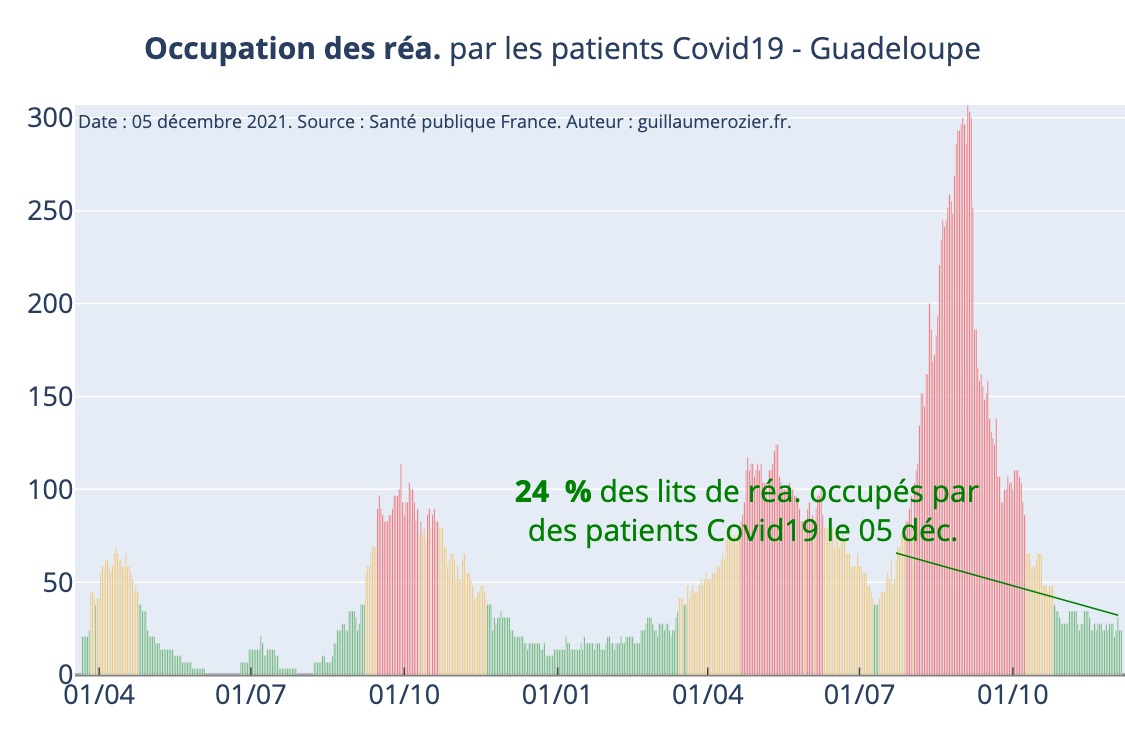 Occupation des réa. par les patients Covid19 - Guadeloupe
300
Date : 05 décembre 2021. Source : Santé publique France. Auteur : guillaumerozier.fr.
250
200
150
100
24 % des lits de réa. occupés par
des patients Covid19 le 05 déc.
50
0
01/04 01/07 01/10 01/01 01/04 01/07 01/10